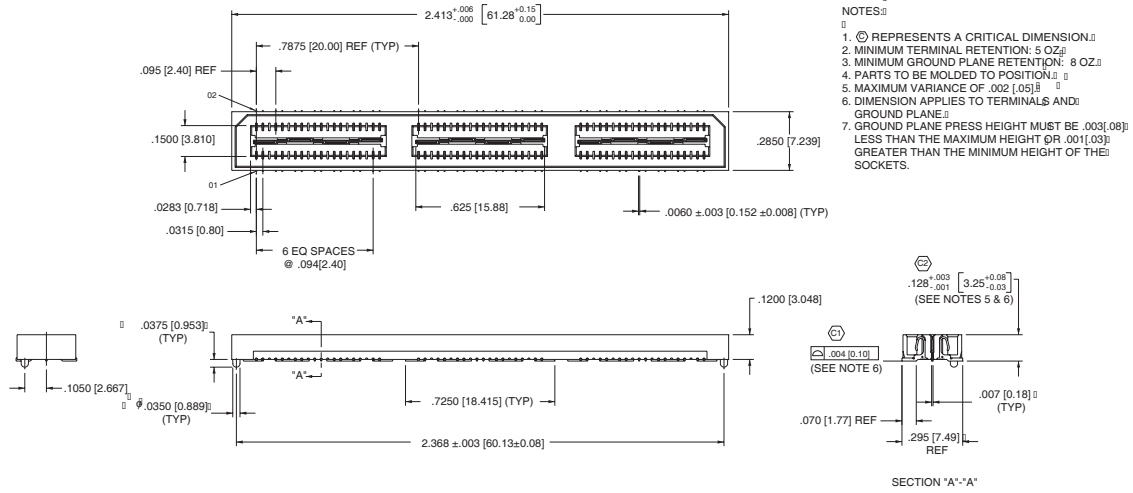 2.413 +.006 -.000 [61.28 +0.15 0.00]
.7875 [20.00] REF (TYP)
.095 [2.40] REF
02
.1500 [3.810]
01
.0283 [0.718]
.0315 [0.80]
6 EQ SPACES
@ .094[2.40]
.625 [15.88]
.2850 [7.239]
.0060 ±.003 [0.152 ±0.008] (TYP)
NOTES:
1. C REPRESENTS A CRITICAL DIMENSION.
2. MINIMUM TERMINAL RETENTION: 5 OZ.
3. MINIMUM GROUND PLANE RETENTION: 8 OZ.
4. PARTS TO BE MOLDED TO POSITION.
5. MAXIMUM VARIANCE OF .002 [.05].
6. DIMENSION APPLIES TO TERMINALS AND
GROUND PLANE.
7. GROUND PLANE PRESS HEIGHT MUST BE .003[.08]
LESS THAN THE MAXIMUM HEIGHT OR .001[.03]
GREATER THAN THE MINIMUM HEIGHT OF THE
SOCKETS.
.0375 [0.953]
(TYP)
.1050 [2.667]
ø.0350 [0.889]
(TYP)
"A"
"A"
.7250 [18.415] (TYP)
2.368 ±.003 [60.13±0.08]
.1200 [3.048]
C2
.128 +.003 -.001 [3.25 +0.08 -0.03]
(SEE NOTES 5 & 6)
C1
.004 [0.10]
(SEE NOTE 6)
.007 [0.18]
(TYP)
.070 [1.77] REF
.295 [7.49]
REF
SECTION "A"-"A"